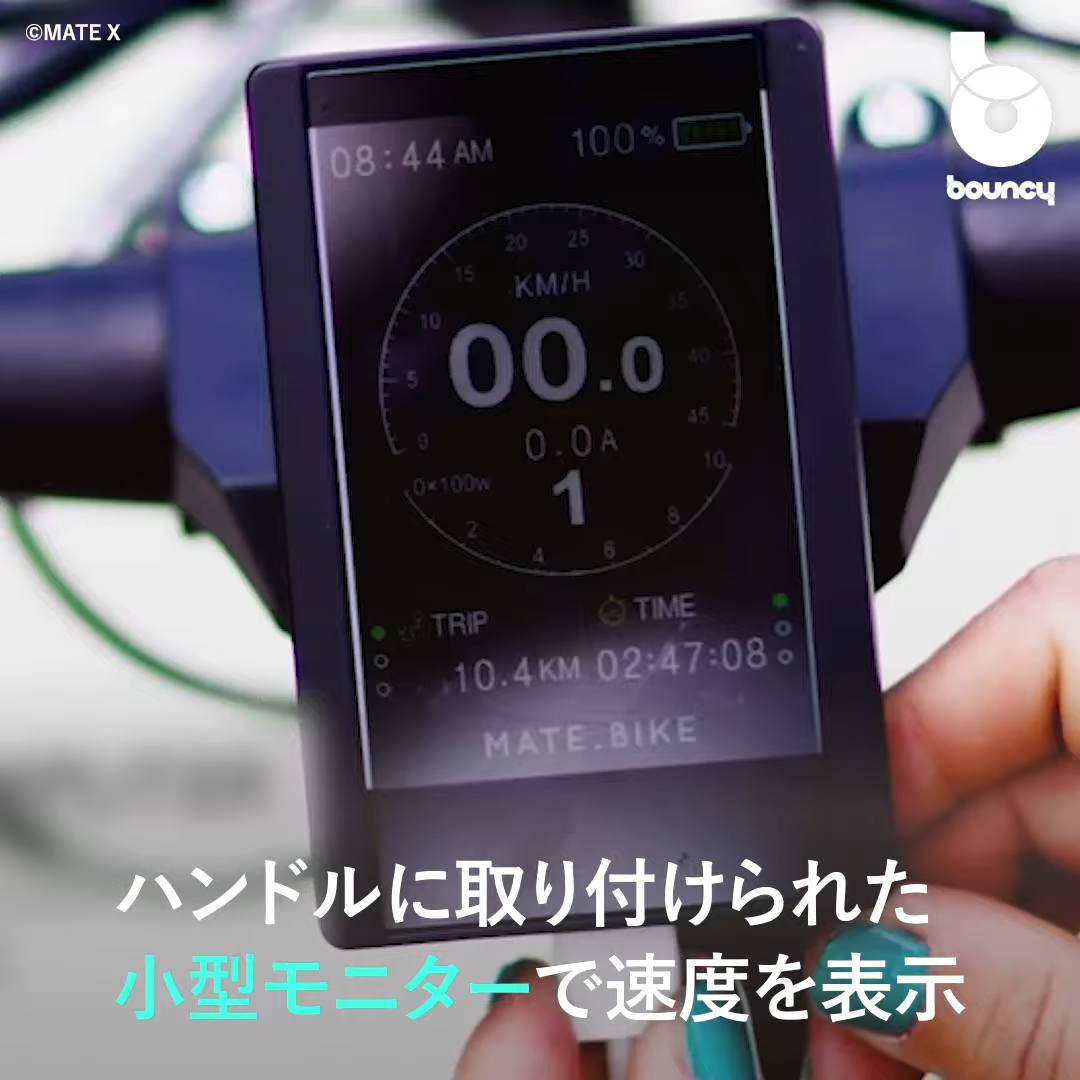 ©MATE X
bouncy
08:44 AM 100%
20 25
15 30
KM/H
10 35
00.0
5 40
0 45
0.0A
0×100w 10
1
2 8
4 6
TRIP TIME
10.4KM 02:47:08
MATE.BIKE
ハンドルに取り付けられた
小型モニターで速度を表示